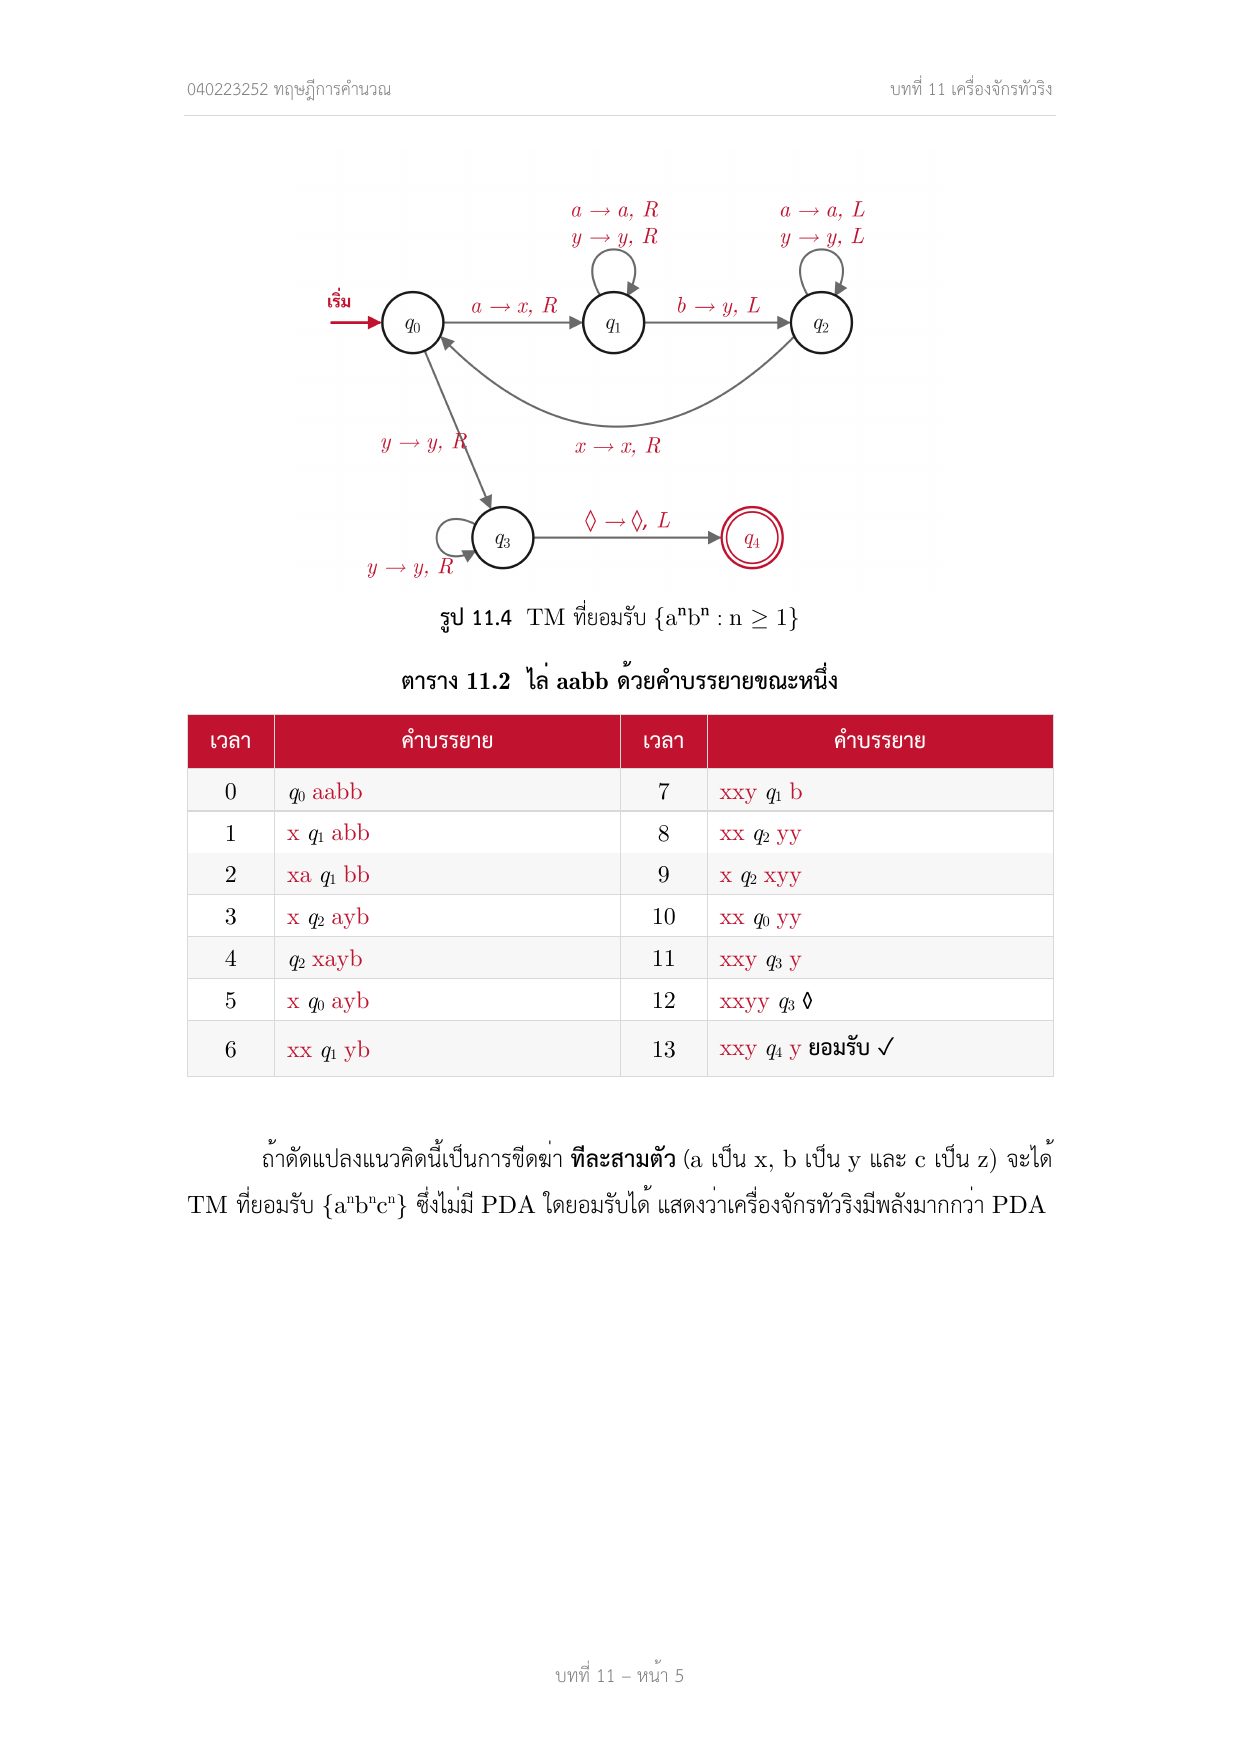 040223252 ทฤษฎีการคำนวณ
บทที่ 11 เครื่องจักรทัวริง
a → a, R
y → y, R
a → a, L
y → y, L
เริ่ม
q₀
a → x, R
q₁
b → y, L
q₂
y → y, R
x → x, R
q₃
◊ → ◊, L
q₄
y → y, R
รูป 11.4 TM ที่ยอมรับ {aⁿbⁿ : n ≥ 1}
ตาราง 11.2 ไล่ aabb ด้วยคำบรรยายขณะหนึ่ง
เวลา คำบรรยาย เวลา คำบรรยาย
0 q₀ aabb 7 xxy q₁ b
1 x q₁ abb 8 xx q₂ yy
2 xa q₁ bb 9 x q₂ xyy
3 x q₂ ayb 10 xx q₀ yy
4 q₂ xayb 11 xxy q₃ y
5 x q₀ ayb 12 xxyy q₃ ◊
6 xx q₁ yb 13 xxy q₄ y ยอมรับ ✓
ถ้าดัดแปลงแนวคิดนี้เป็นการขีดฆ่า ทีละสามตัว (a เป็น x, b เป็น y และ c เป็น z) จะได้
TM ที่ยอมรับ {aⁿbⁿcⁿ} ซึ่งไม่มี PDA ใดยอมรับได้ แสดงว่าเครื่องจักรทัวริงมีพลังมากกว่า PDA
บทที่ 11 – หน้า 5